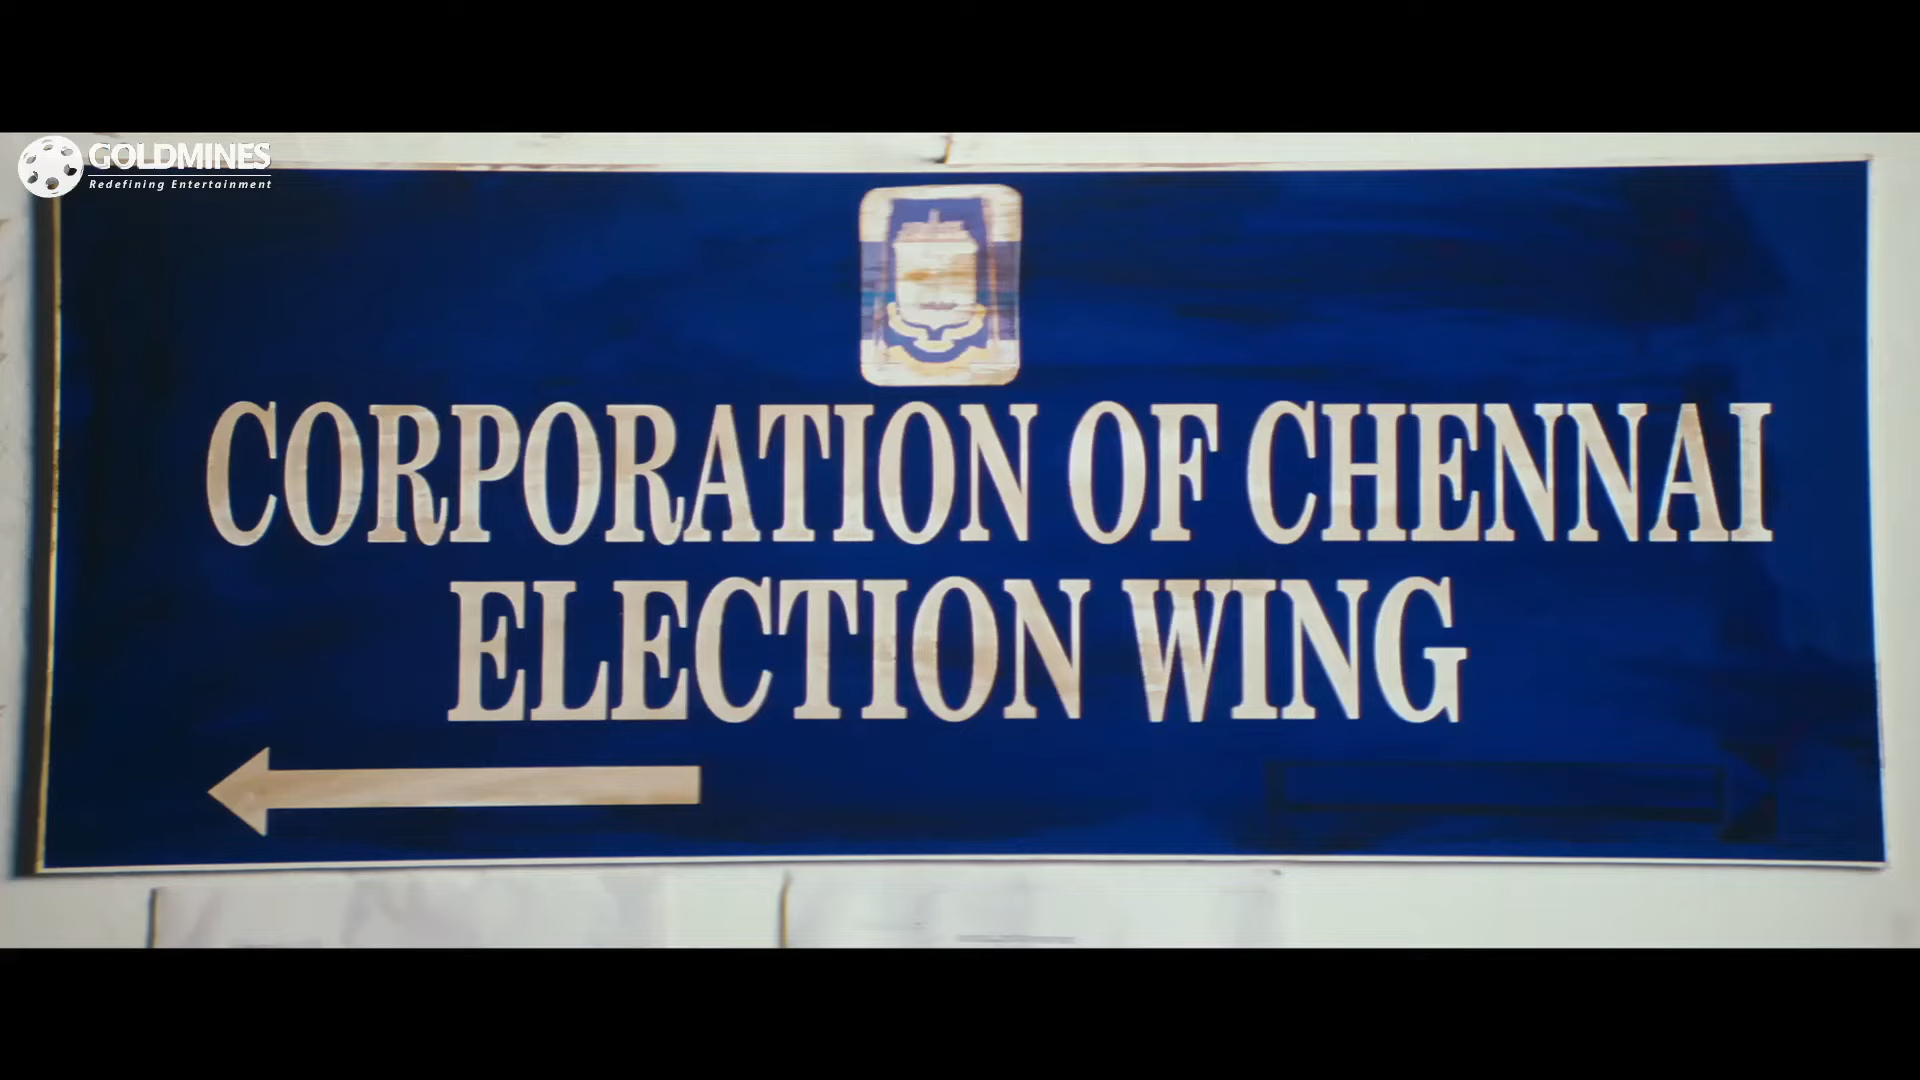 GOLDMINES
Redefining Entertainment
CORPORATION OF CHENNAI
ELECTION WING